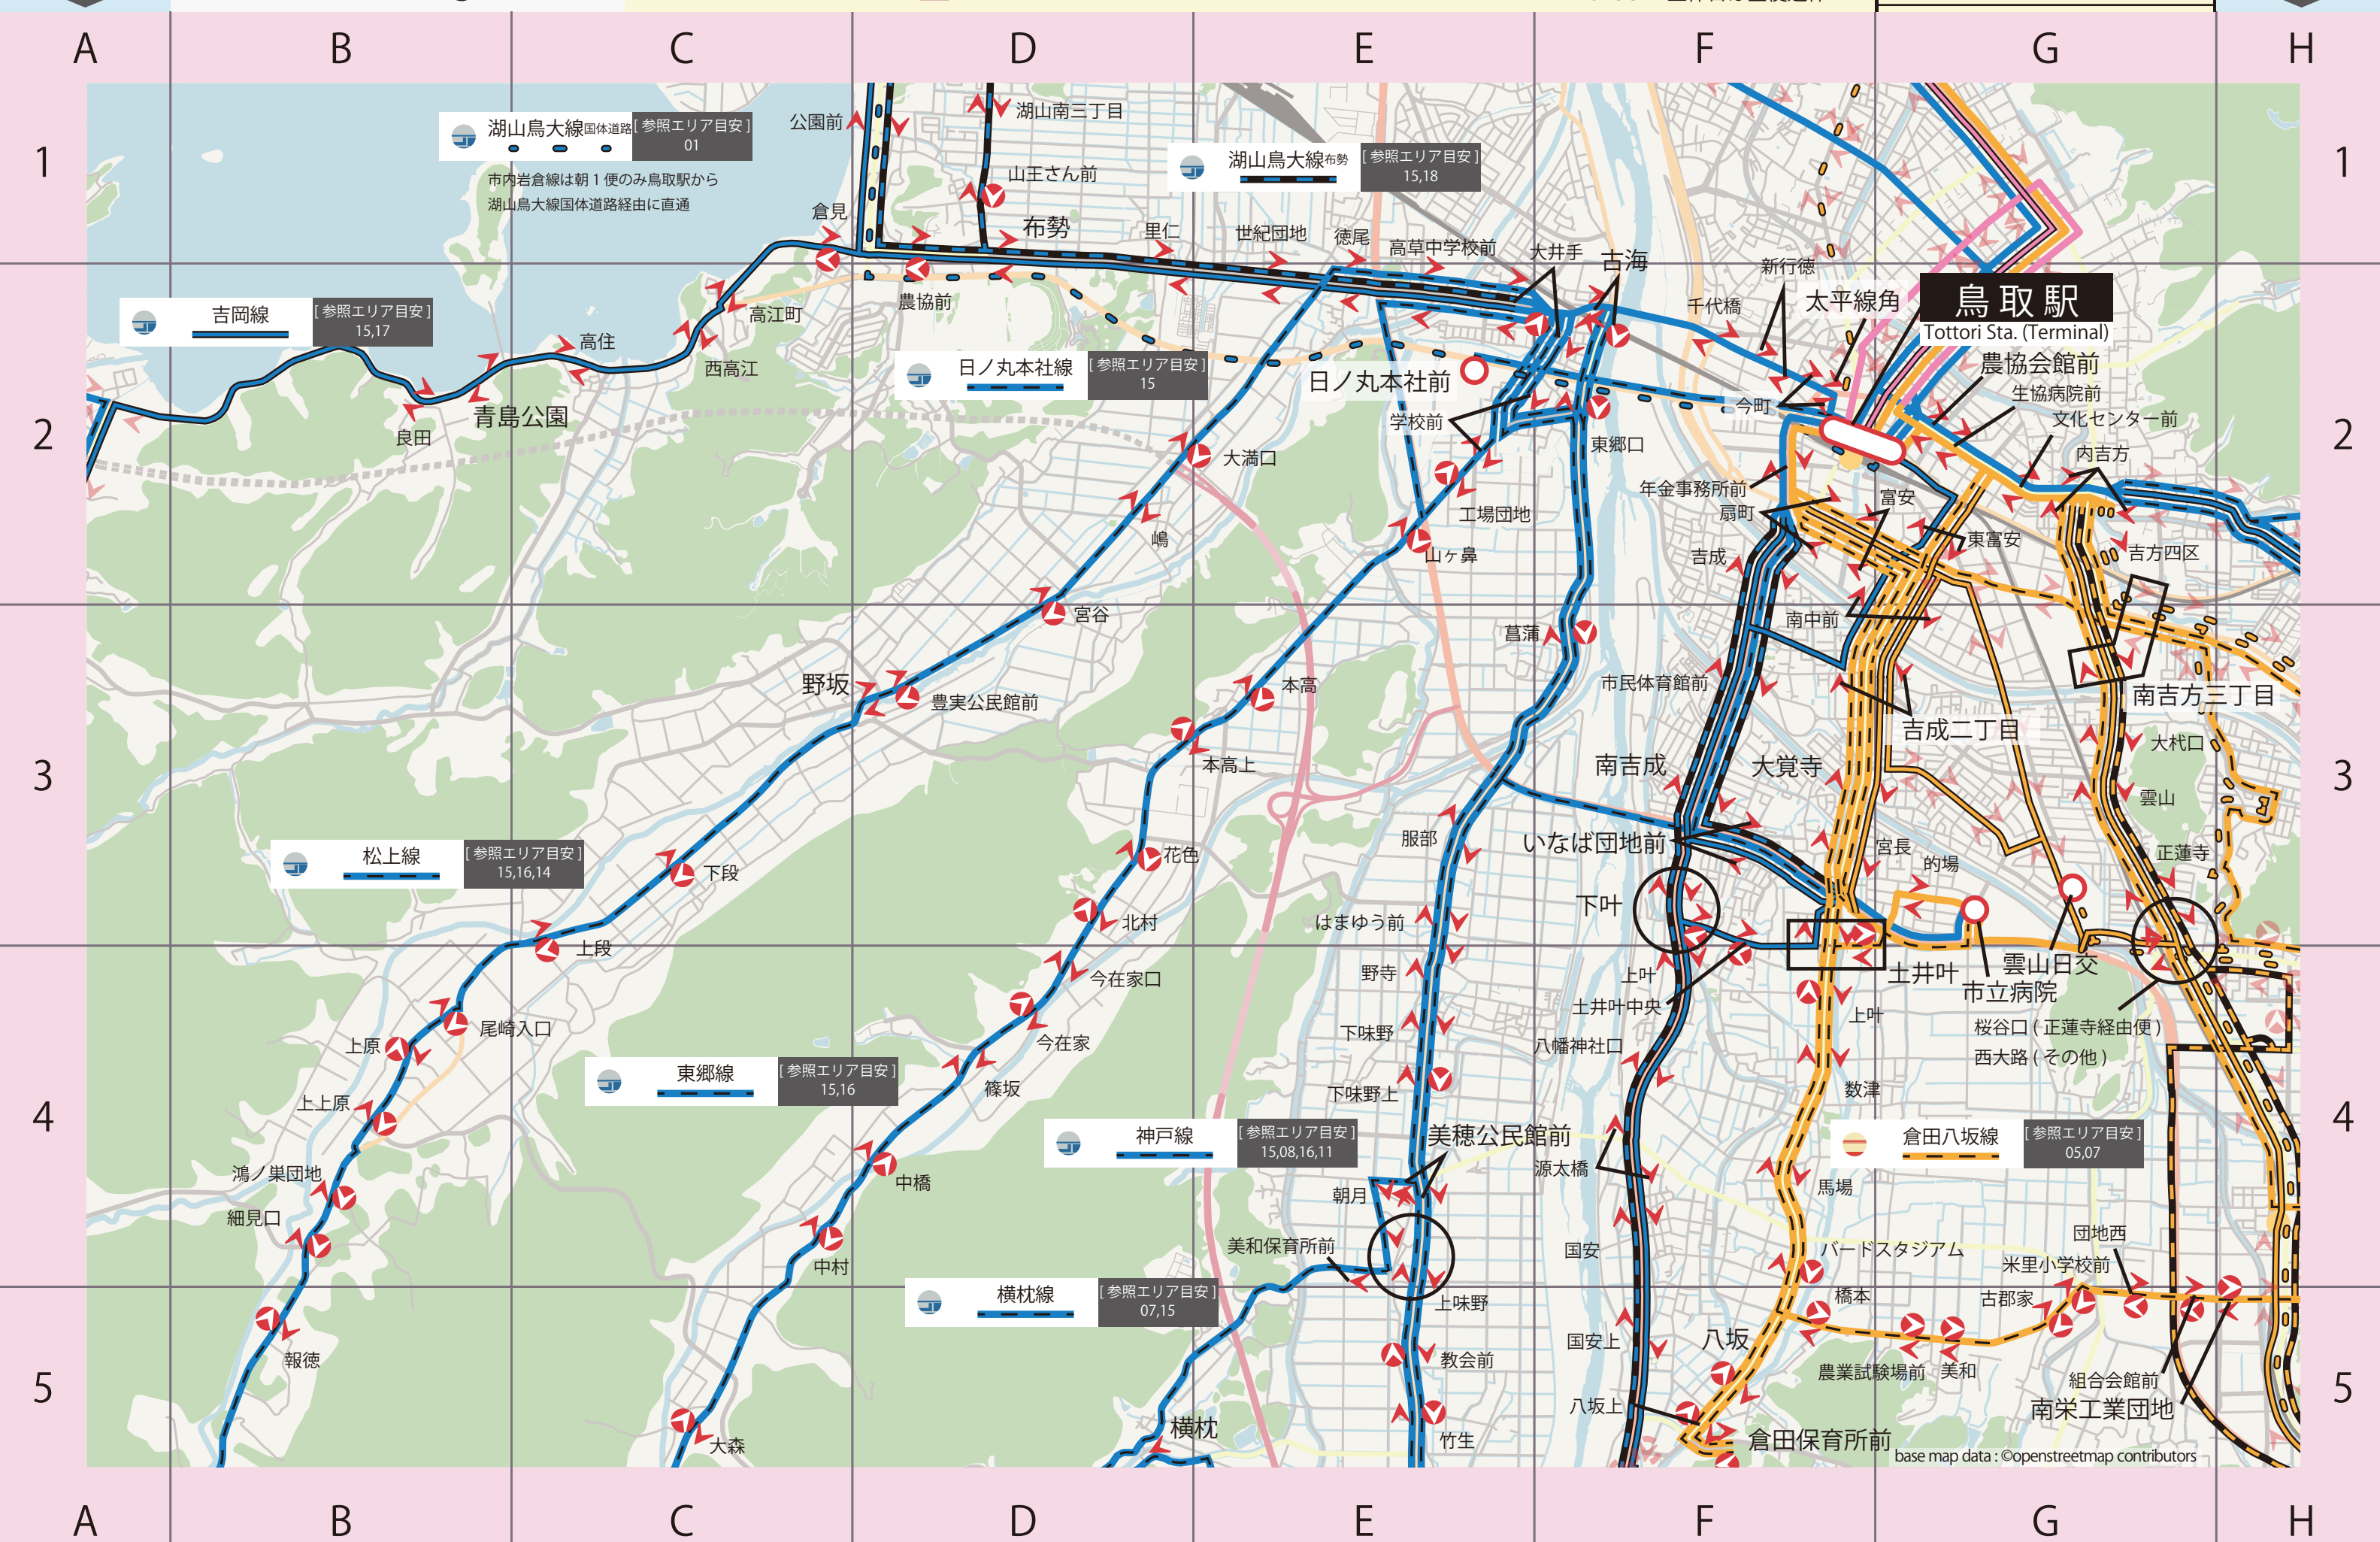 A B C D E F G H
1
湖山鳥大線国体道路
[ 参照エリア目安 ]
01
市内岩倉線は朝 1 便のみ鳥取駅から
湖山鳥大線国体道路経由に直通
公園前
湖山南三丁目
山王さん前
湖山鳥大線布勢
[ 参照エリア目安 ]
15,18
1
倉見
布勢
里仁
世紀団地
徳尾
高草中学校前
大井手
古海
新行徳
農協前
千代橋
太平線角
鳥取駅
Tottori Sta. (Terminal)
吉岡線
[ 参照エリア目安 ]
15,17
高江町
高住
西高江
日ノ丸本社線
[ 参照エリア目安 ]
15
日ノ丸本社前
農協会館前
生協病院前
今町
文化センター前
2
青島公園
良田
学校前
東郷口
内吉方
2
大満口
年金事務所前
富安
扇町
工場団地
嶋
東富安
吉方四区
山ヶ鼻
吉成
宮谷
南中前
菖蒲
野坂
豊実公民館前
本高
市民体育館前
南吉方三丁目
吉成二丁目
大杙口
本高上
南吉成
大覚寺
3
雲山
3
服部
いなば団地前
宮長
的場
正蓮寺
松上線
[ 参照エリア目安 ]
15,16,14
下段
花色
下叶
北村
はまゆう前
上段
野寺
上叶
土井叶
雲山日交
今在家口
市立病院
土井叶中央
上叶
尾崎入口
上原
今在家
下味野
八幡神社口
桜谷口 ( 正蓮寺経由便 )
西大路 ( その他 )
東郷線
[ 参照エリア目安 ]
15,16
篠坂
下味野上
数津
上上原
4
神戸線
[ 参照エリア目安 ]
15,08,16,11
美穂公民館前
倉田八坂線
[ 参照エリア目安 ]
05,07
4
鴻ノ巣団地
中橋
源太橋
朝月
馬場
細見口
美和保育所前
国安
バードスタジアム
団地西
中村
米里小学校前
横枕線
[ 参照エリア目安 ]
07,15
上味野
橋本
古郡家
国安上
八坂
報徳
教会前
農業試験場前
美和
組合会館前
5
八坂上
南栄工業団地
5
横枕
大森
竹生
倉田保育所前
base map data : ©openstreetmap contributors
A B C D E F G H